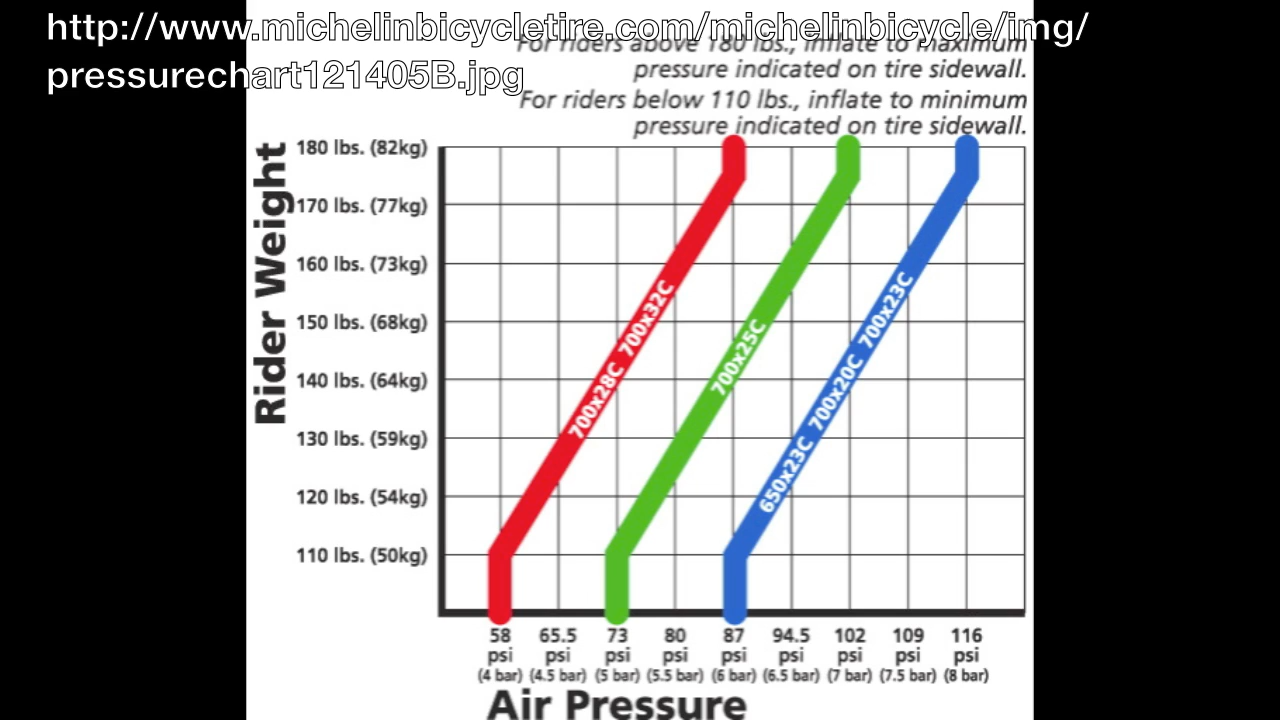 http://www.michelinbicycletire.com/michelinbicycle/img/
pressurechart121405B.jpg
For riders above 180 lbs., inflate to maximum
pressure indicated on tire sidewall.
For riders below 110 lbs., inflate to minimum
pressure indicated on tire sidewall.
Rider Weight
180 lbs. (82kg)
170 lbs. (77kg)
160 lbs. (73kg)
150 lbs. (68kg)
140 lbs. (64kg)
130 lbs. (59kg)
120 lbs. (54kg)
110 lbs. (50kg)
700x28C 700x32C
700x25C
650x23C 700x20C 700x23C
58 65.5 73 80 87 94.5 102 109 116
psi psi psi psi psi psi psi psi psi
(4 bar) (4.5 bar) (5 bar) (5.5 bar) (6 bar) (6.5 bar) (7 bar) (7.5 bar) (8 bar)
Air Pressure